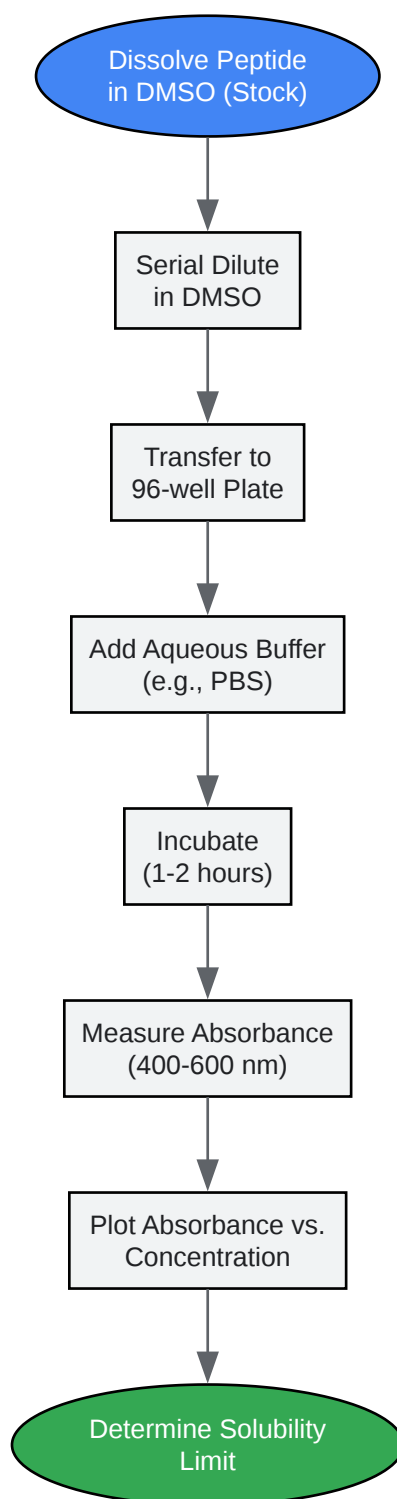 Dissolve Peptide
in DMSO (Stock)
Serial Dilute
in DMSO
Transfer to
96-well Plate
Add Aqueous Buffer
(e.g., PBS)
Incubate
(1-2 hours)
Measure Absorbance
(400-600 nm)
Plot Absorbance vs.
Concentration
Determine Solubility
Limit